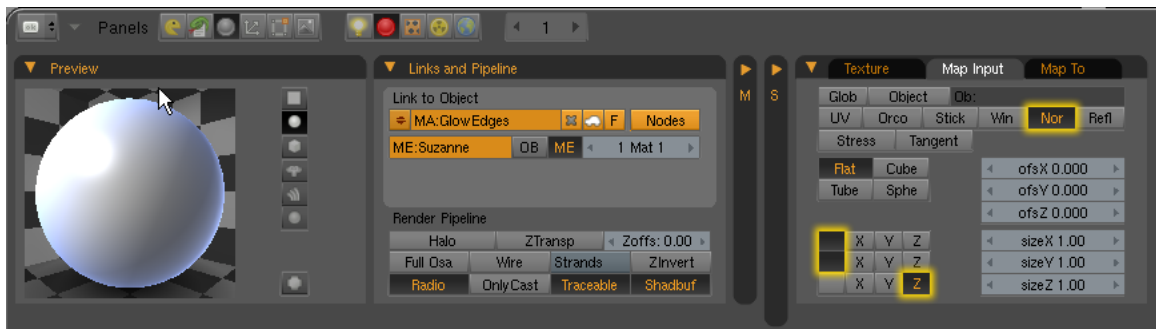 Panels 1
Preview
Links and Pipeline
Link to Object
MA:GlowEdges F Nodes
ME:Suzanne OB ME 1 Mat 1
Render Pipeline
Halo ZTransp Zoffs: 0.00
Full Osa Wire Strands ZInvert
Radio OnlyCast Traceable Shadbuf
M
S
Texture Map Input Map To
Glob Object Ob:
UV Orco Stick Win Nor Refl
Stress Tangent
Flat Cube ofsX 0.000
Tube Sphe ofsY 0.000
ofsZ 0.000
X Y Z sizeX 1.00
X Y Z sizeY 1.00
X Y Z sizeZ 1.00